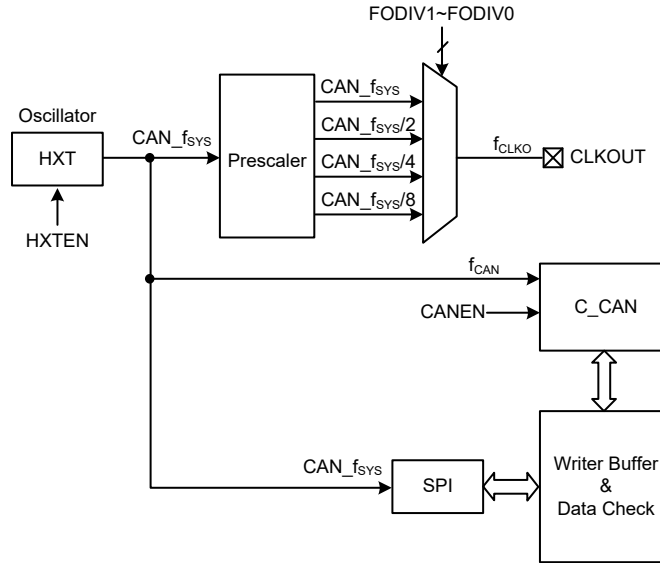 FODIV1~FODIV0
Oscillator
HXT
HXTEN
CAN_fSYS
Prescaler
CAN_fSYS
CAN_fSYS/2
CAN_fSYS/4
CAN_fSYS/8
fCLKO
CLKOUT
fCAN
CANEN
C_CAN
CAN_fSYS
SPI
Writer Buffer
&
Data Check